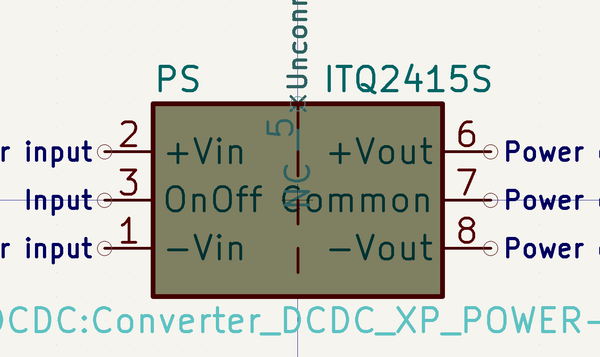 Unconn
PS ITQ2415S
r input 2 +Vin 5 +Vout 6 Power
Input 3 OnOff NC Common 7 Power
r input 1 -Vin -Vout 8 Power
DCDC:Converter_DCDC_XP_POWER-